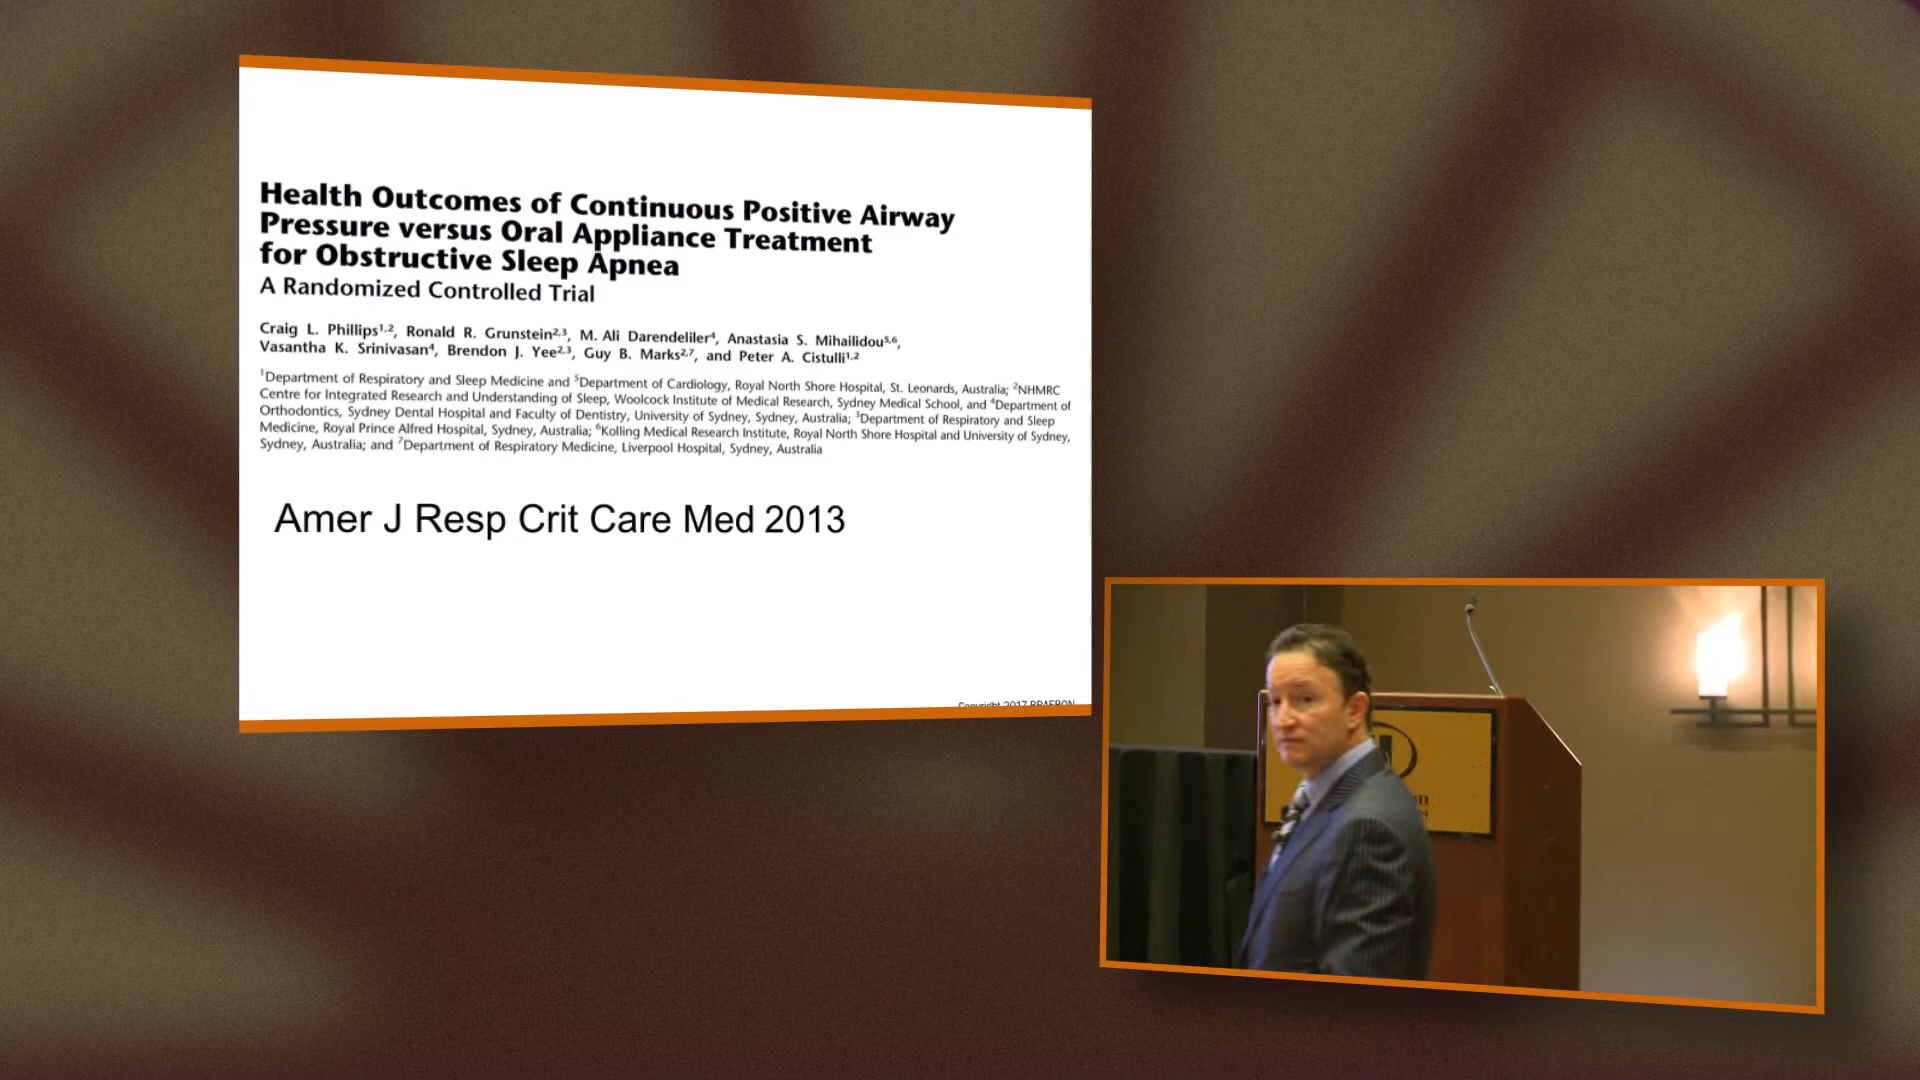 Health Outcomes of Continuous Positive Airway
Pressure versus Oral Appliance Treatment
for Obstructive Sleep Apnea
A Randomized Controlled Trial
Craig L. Phillips1,2, Ronald R. Grunstein2,3, M. Ali Darendeliler4, Anastasia S. Mihailidou5,6,
Vasantha K. Srinivasan4, Brendon J. Yee2,3, Guy B. Marks2,7, and Peter A. Cistulli1,2
1Department of Respiratory and Sleep Medicine and 5Department of Cardiology, Royal North Shore Hospital, St. Leonards, Australia; 2NHMRC
Centre for Integrated Research and Understanding of Sleep, Woolcock Institute of Medical Research, Sydney Medical School, and 4Department of
Orthodontics, Sydney Dental Hospital and Faculty of Dentistry, University of Sydney, Sydney, Australia; 3Department of Respiratory and Sleep
Medicine, Royal Prince Alfred Hospital, Sydney, Australia; 6Kolling Medical Research Institute, Royal North Shore Hospital and University of Sydney,
Sydney, Australia; and 7Department of Respiratory Medicine, Liverpool Hospital, Sydney, Australia
Amer J Resp Crit Care Med 2013
Copyright 2017 BRAEBON